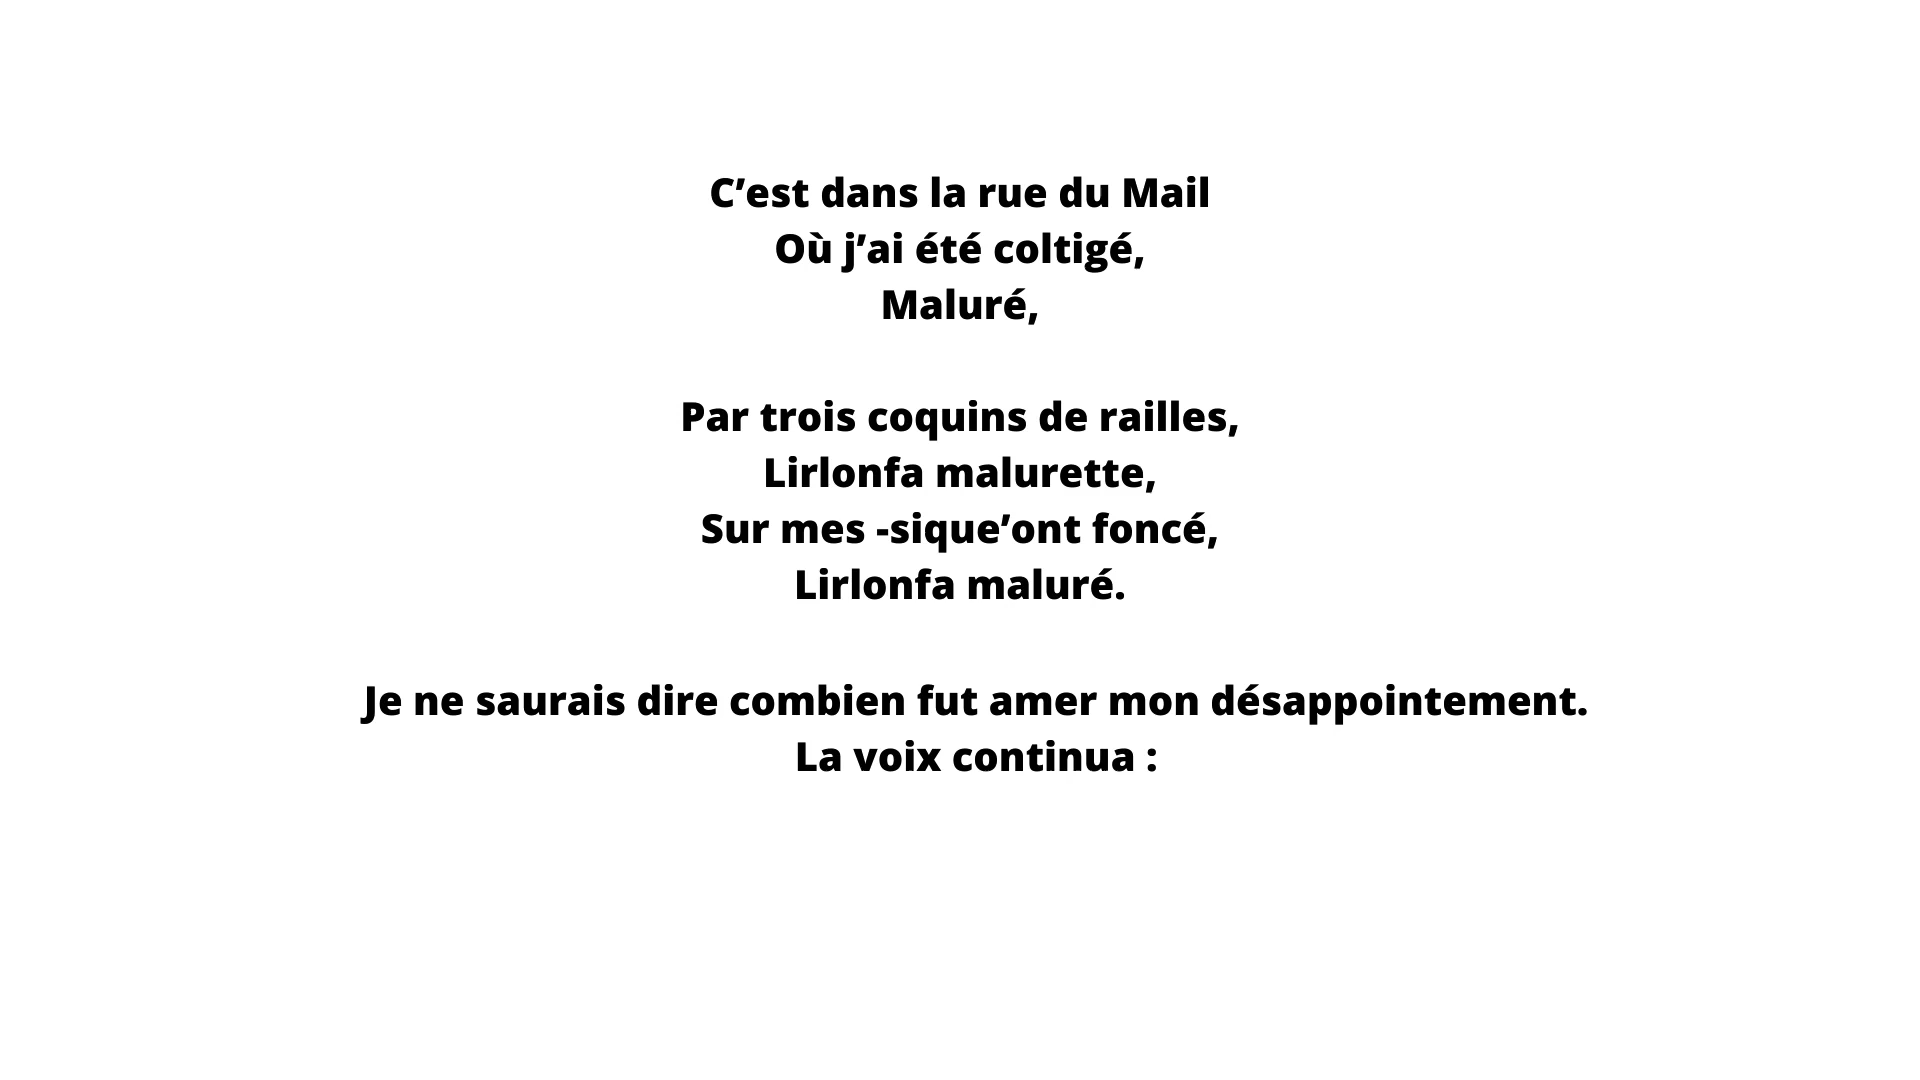 C’est dans la rue du Mail
Où j’ai été coltigé,
Maluré,
Par trois coquins de railles,
Lirlonfa malurette,
Sur mes -sique’ont foncé,
Lirlonfa maluré.
Je ne saurais dire combien fut amer mon désappointement.
La voix continua :